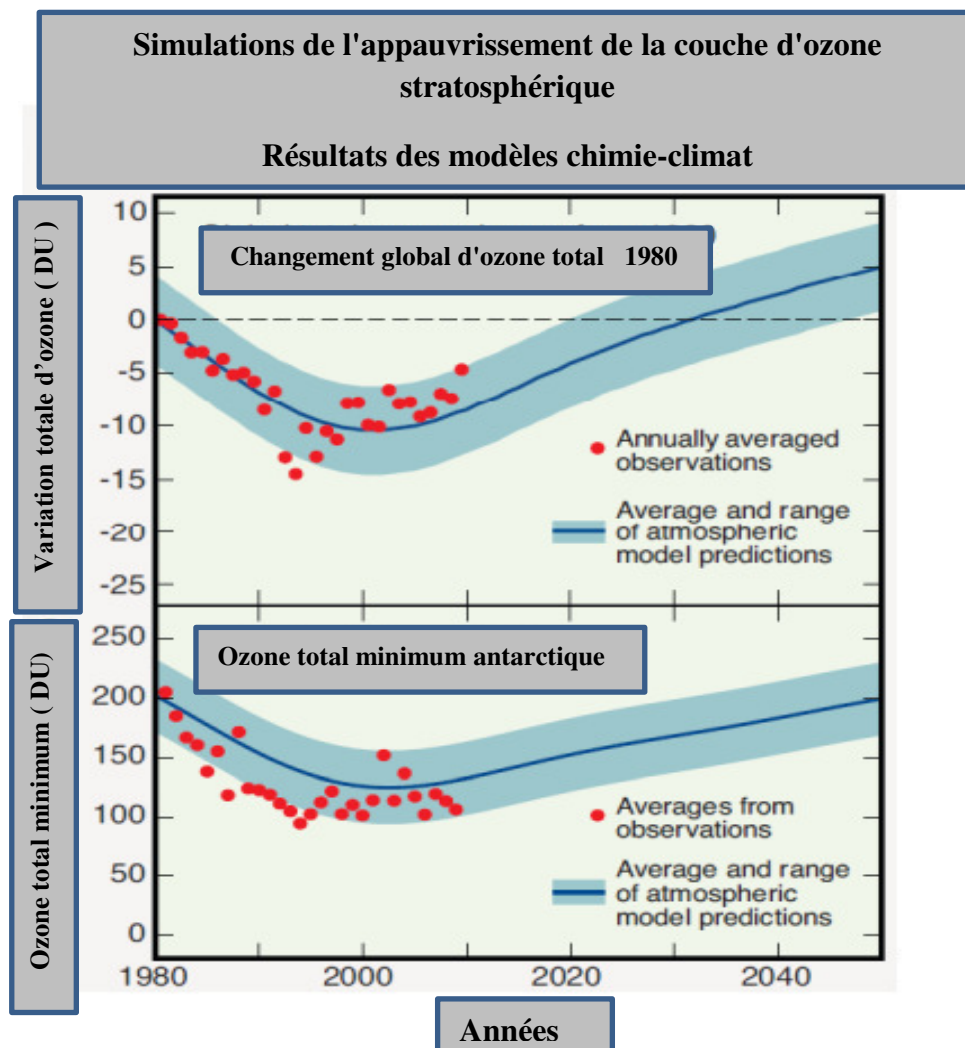 Simulations de l'appauvrissement de la couche d'ozone
stratosphérique
Résultats des modèles chimie-climat
Variation totale d'ozone ( DU )
10
5
0
-5
-10
-15
-20
-25
Changement global d'ozone total 1980
Annually averaged
observations
Average and range
of atmospheric
model predictions
Ozone total minimum ( DU)
250
200
150
100
50
0
Ozone total minimum antarctique
Averages from
observations
Average and range
of atmospheric
model predictions
1980 2000 2020 2040
Années